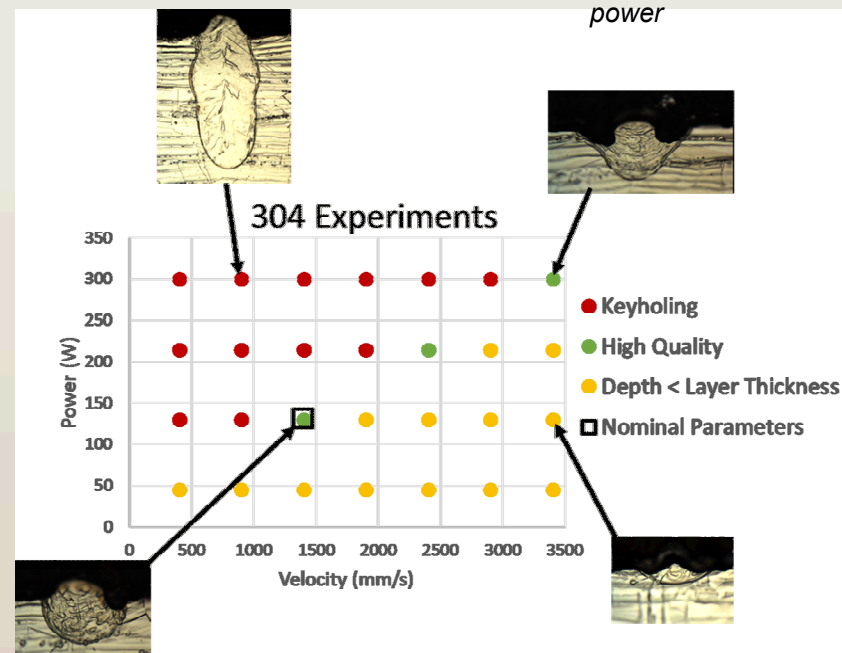 power
304 Experiments
350
300
250
200
150
100
50
0
Power (W)
0 500 1000 1500 2000 2500 3000 3500
Velocity (mm/s)
Keyholing
High Quality
Depth < Layer Thickness
Nominal Parameters